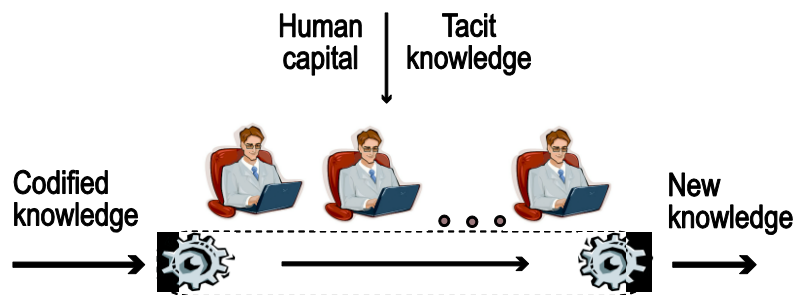 Human
capital
Tacit
knowledge
Codified
knowledge
New
knowledge